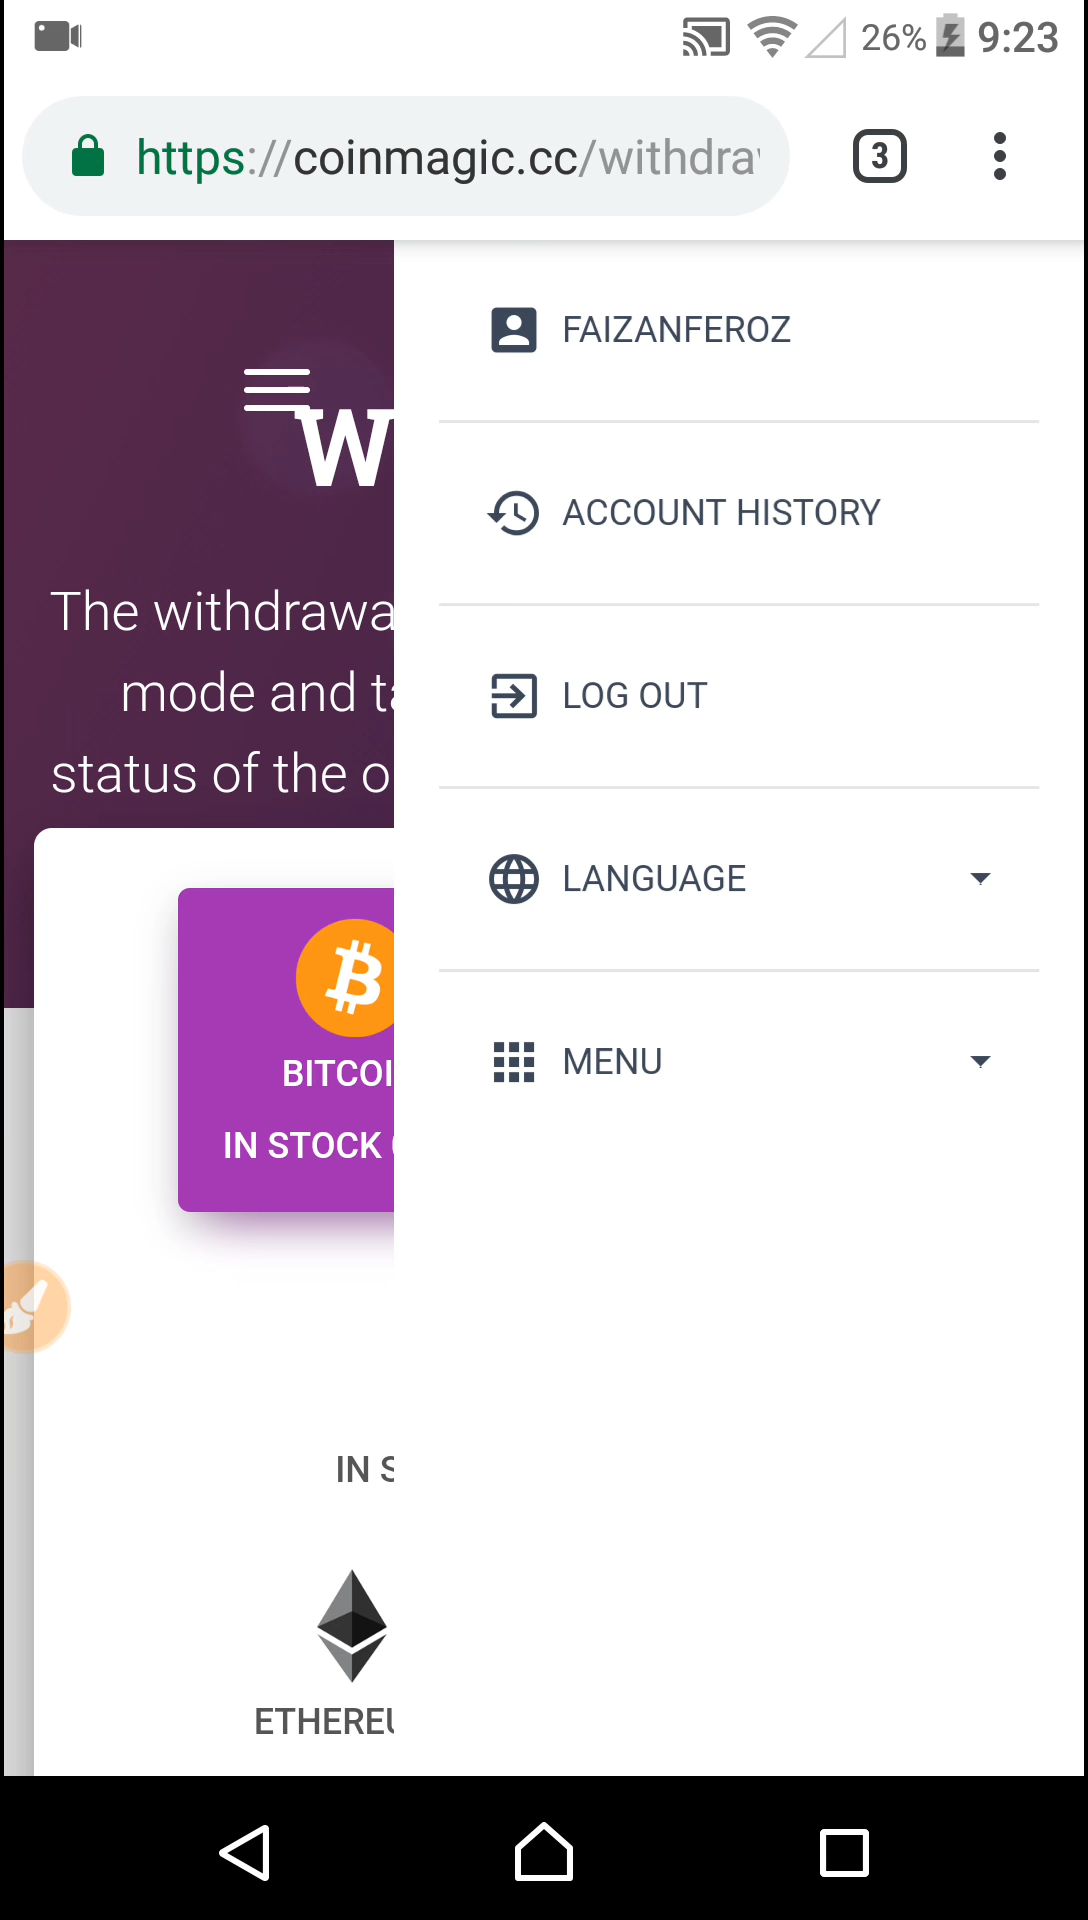 26% 9:23
https://coinmagic.cc/withdra
3
FAIZANFEROZ
W
ACCOUNT HISTORY
The withdrawa
mode and ta
LOG OUT
status of the o
LANGUAGE
BITCOI
MENU
IN STOCK
IN S
ETHEREU